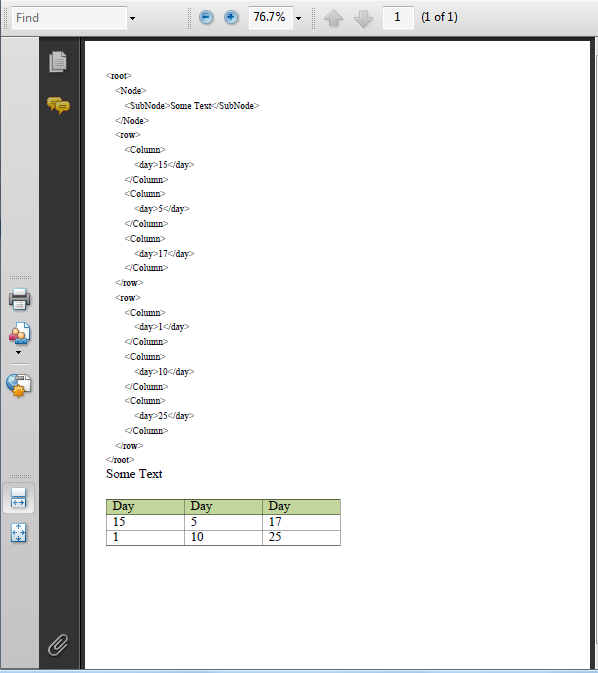 Find 76.7% 1 (1 of 1)
<root>
<Node>
<SubNode>Some Text</SubNode>
</Node>
<row>
<Column>
<day>15</day>
</Column>
<Column>
<day>5</day>
</Column>
<Column>
<day>17</day>
</Column>
</row>
<row>
<Column>
<day>1</day>
</Column>
<Column>
<day>10</day>
</Column>
<Column>
<day>25</day>
</Column>
</row>
</root>
Some Text
Day Day Day
15 5 17
1 10 25